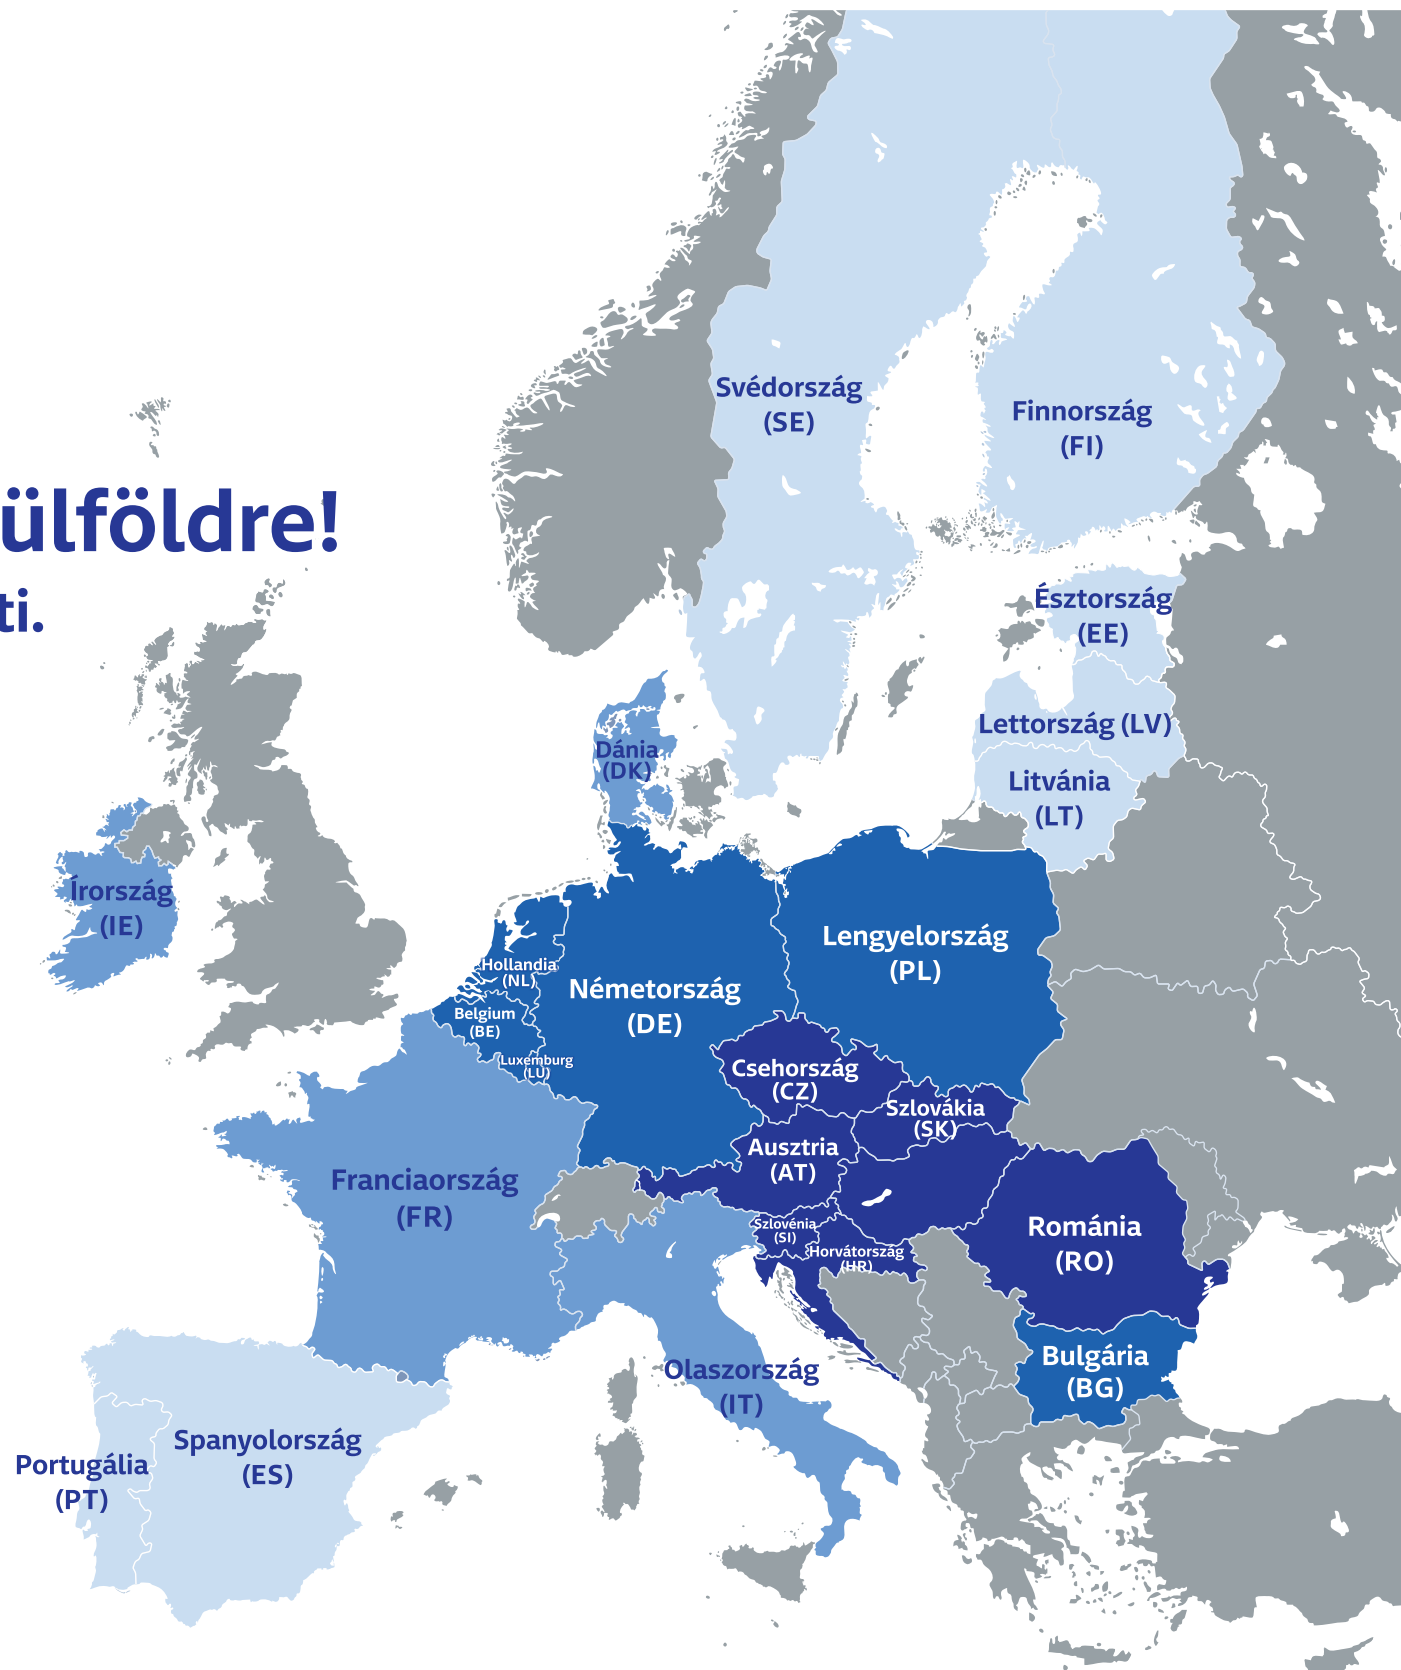 Svédország
(SE)
Finnország
(FI)
ülföldre!
ti.
Észtország
(EE)
Lettország (LV)
Dánia
(DK)
Litvánia
(LT)
Írország
(IE)
Lengyelország
(PL)
Hollandia
(NL)
Németország
(DE)
Belgium
(BE)
Luxemburg
(LU)
Csehország
(CZ)
Szlovákia
(SK)
Ausztria
(AT)
Franciaország
(FR)
Szlovénia
(SI)
Horvátország
(HR)
Románia
(RO)
Bulgária
(BG)
Olaszország
(IT)
Spanyolország
(ES)
Portugália
(PT)